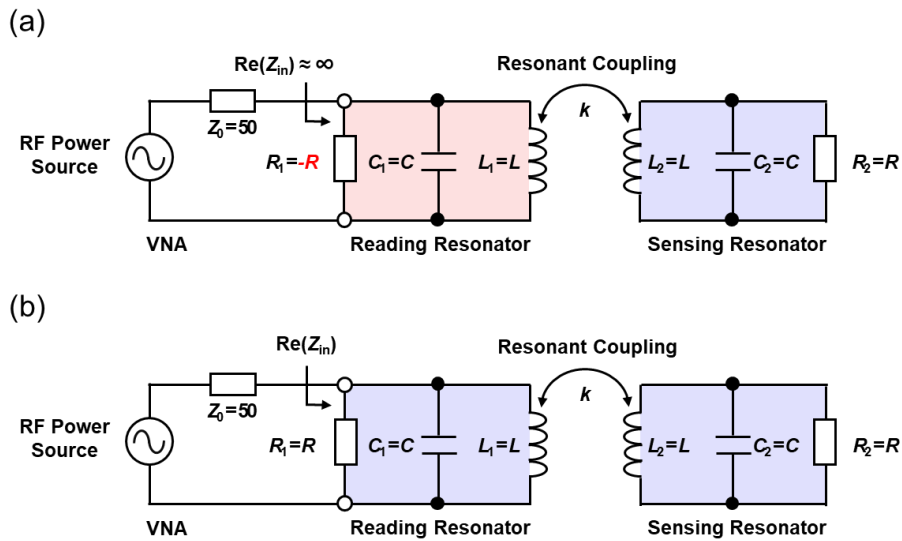 (a)
Re(Zin) ≈ ∞
Resonant Coupling
k
Z0=50
RF Power
Source
R1=-R
C1=C
L1=L
L2=L
C2=C
R2=R
VNA
Reading Resonator
Sensing Resonator
(b)
Re(Zin)
Resonant Coupling
k
Z0=50
RF Power
Source
R1=R
C1=C
L1=L
L2=L
C2=C
R2=R
VNA
Reading Resonator
Sensing Resonator